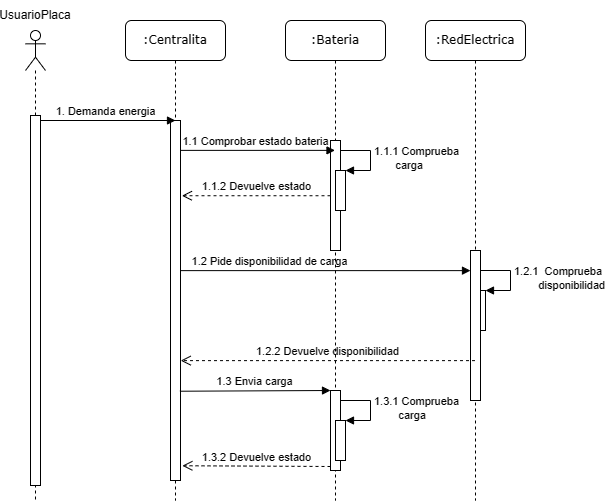 UsuarioPlaca
:Centralita
:Bateria
:RedElectrica
1. Demanda energia
1.1 Comprobar estado bateria
1.1.1 Comprueba
carga
1.1.2 Devuelve estado
1.2 Pide disponibilidad de carga
1.2.1 Comprueba
disponibilidad
1.2.2 Devuelve disponibilidad
1.3 Envia carga
1.3.1 Comprueba
carga
1.3.2 Devuelve estado